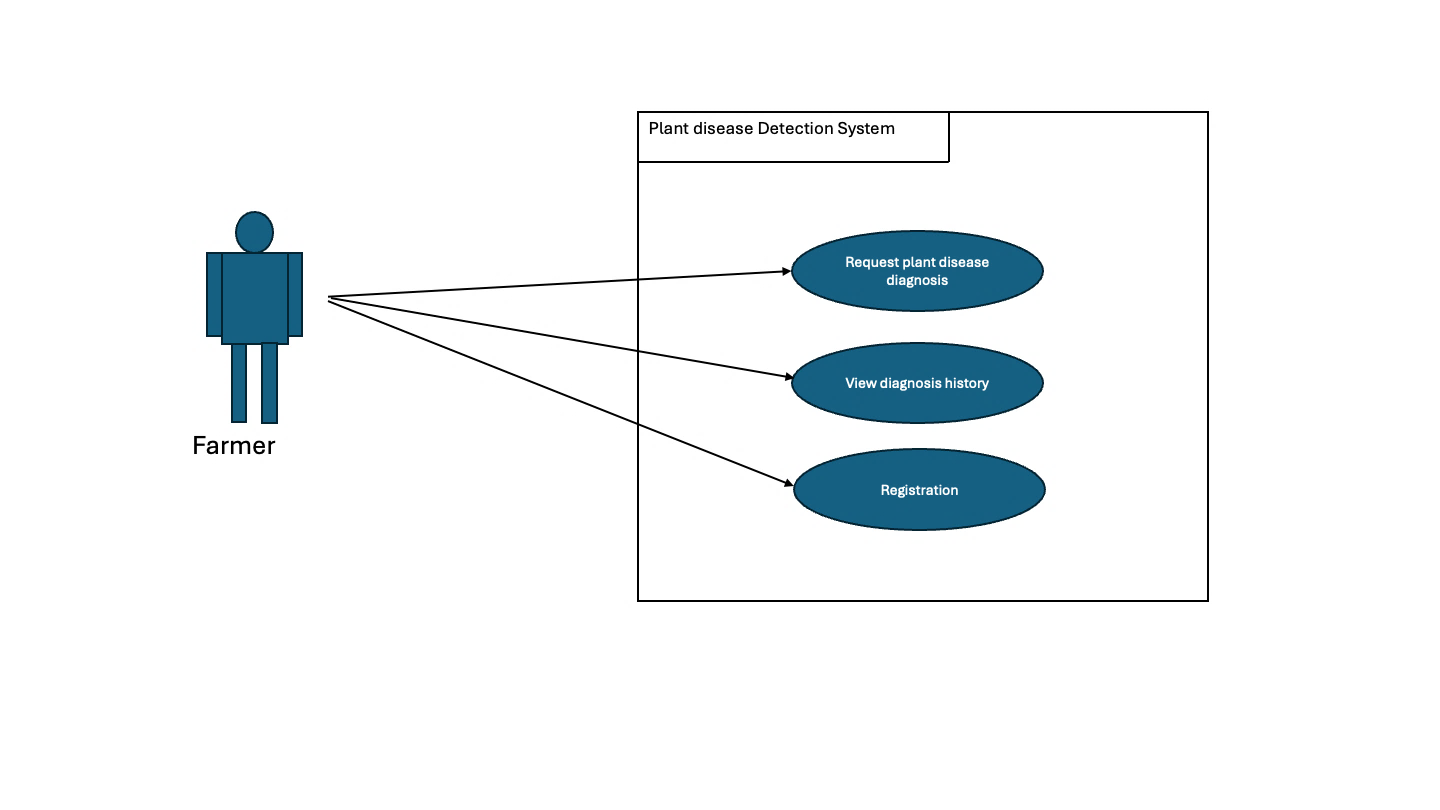 Plant disease Detection System
Request plant disease
diagnosis
View diagnosis history
Farmer
Registration